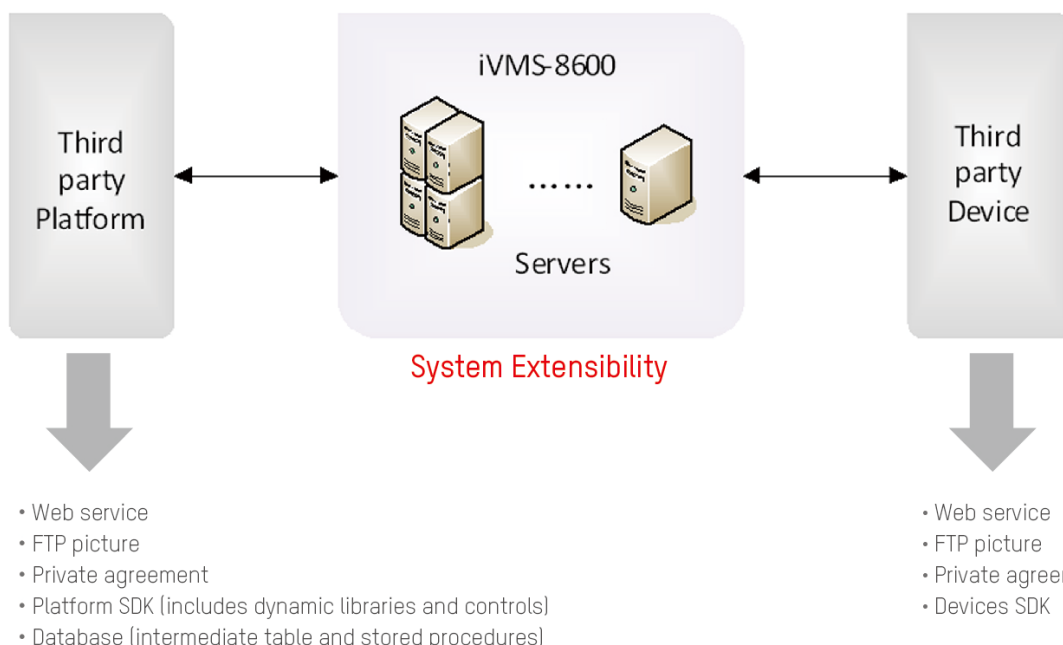 iVMS-8600
Third
party
Platform
......
Servers
Third
party
Device
System Extensibility
• Web service
• FTP picture
• Private agreement
• Platform SDK (includes dynamic libraries and controls)
• Database (intermediate table and stored procedures)
• Web service
• FTP picture
• Private agreem
• Devices SDK